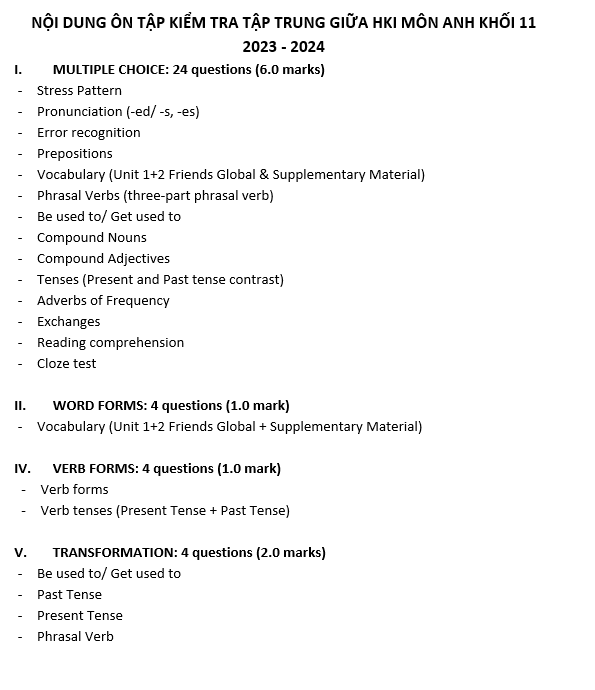 NỘI DUNG ÔN TẬP KIỂM TRA TẬP TRUNG GIỮA HKI MÔN ANH KHỐI 11
2023 - 2024
I. MULTIPLE CHOICE: 24 questions (6.0 marks)
- Stress Pattern
- Pronunciation (-ed/ -s, -es)
- Error recognition
- Prepositions
- Vocabulary (Unit 1+2 Friends Global & Supplementary Material)
- Phrasal Verbs (three-part phrasal verb)
- Be used to/ Get used to
- Compound Nouns
- Compound Adjectives
- Tenses (Present and Past tense contrast)
- Adverbs of Frequency
- Exchanges
- Reading comprehension
- Cloze test
II. WORD FORMS: 4 questions (1.0 mark)
- Vocabulary (Unit 1+2 Friends Global + Supplementary Material)
IV. VERB FORMS: 4 questions (1.0 mark)
- Verb forms
- Verb tenses (Present Tense + Past Tense)
V. TRANSFORMATION: 4 questions (2.0 marks)
- Be used to/ Get used to
- Past Tense
- Present Tense
- Phrasal Verb